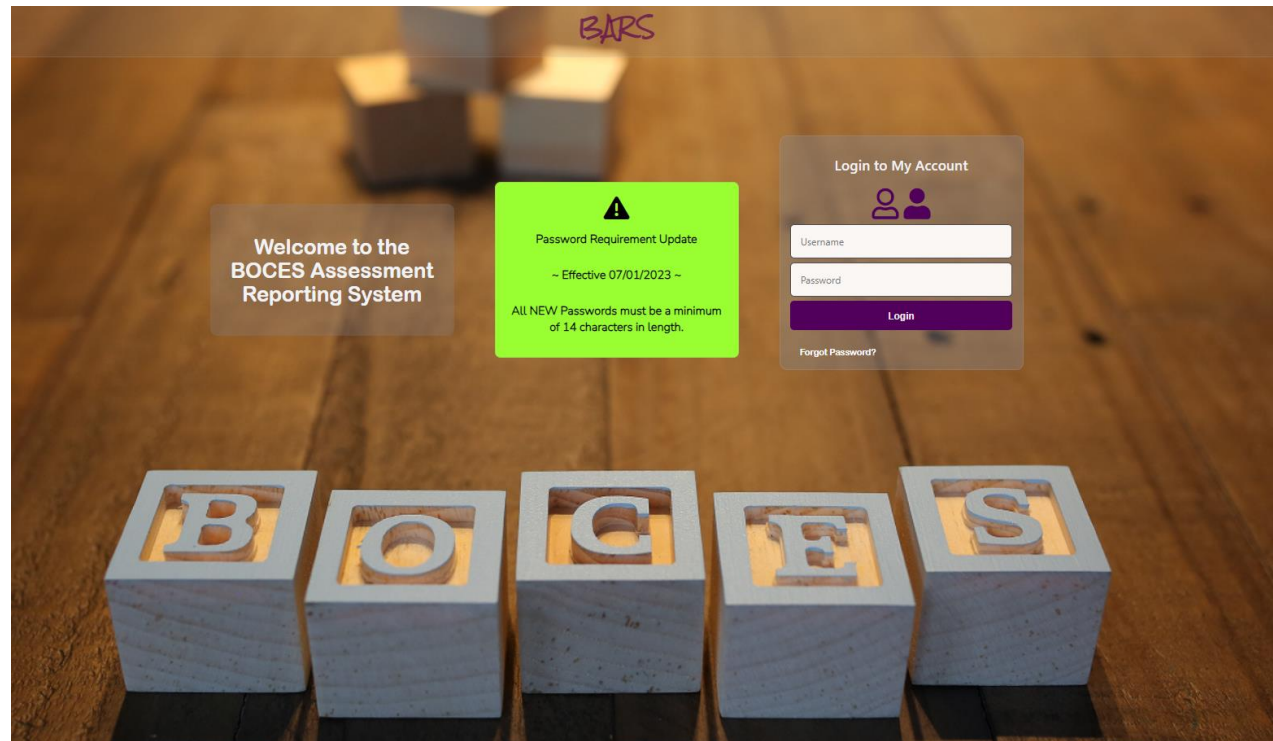 BARS
Welcome to the
BOCES Assessment
Reporting System
Password Requirement Update
~ Effective 07/01/2023 ~
All NEW Passwords must be a minimum
of 14 characters in length.
Login to My Account
Username
Password
Login
Forgot Password?
B O C E S